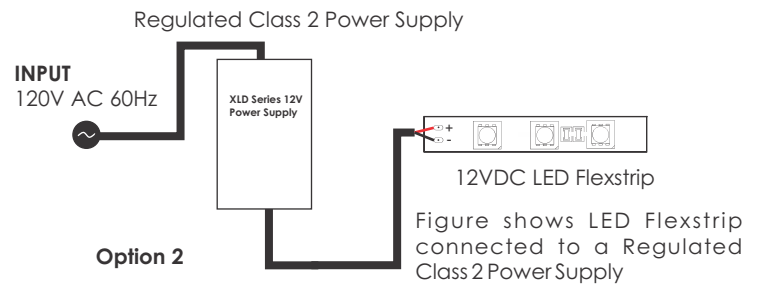 Regulated Class 2 Power Supply
INPUT
120V AC 60Hz
XLD Series 12V
Power Supply
+
-
12VDC LED Flexstrip
Option 2
Figure shows LED Flexstrip
connected to a Regulated
Class 2 Power Supply